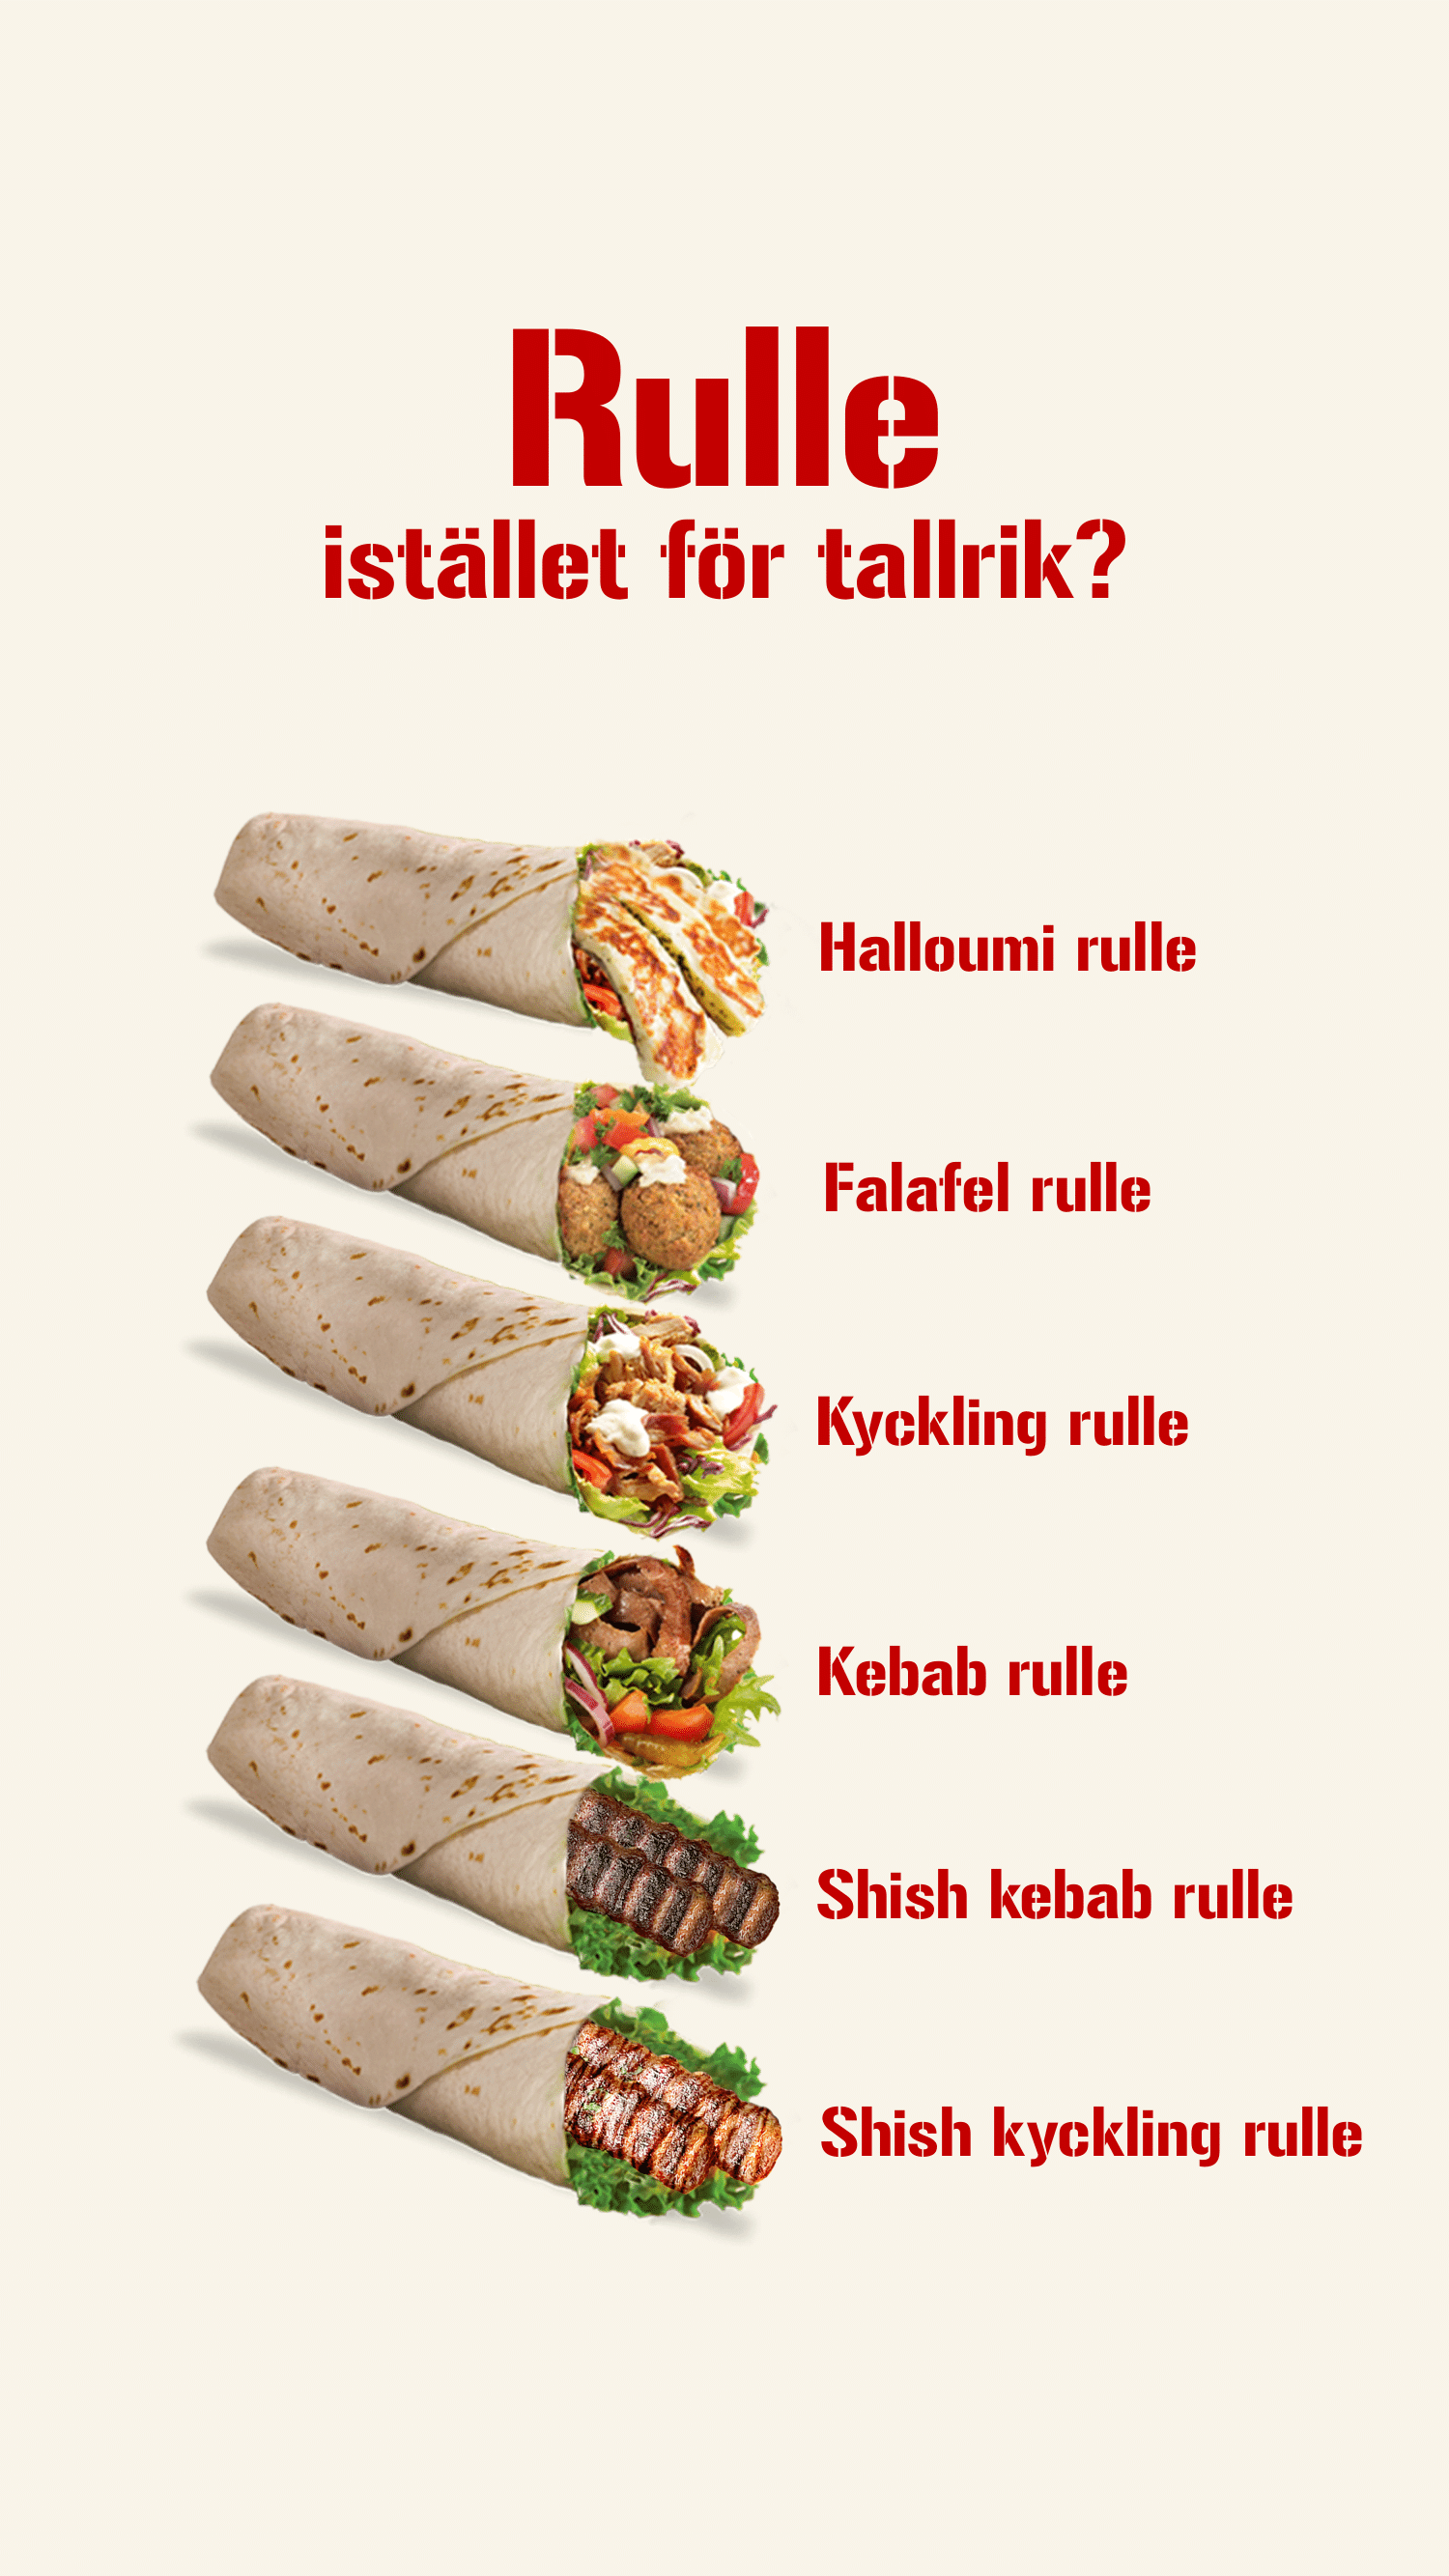 Rulle
istället för tallrik?
Halloumi rulle
Falafel rulle
Kyckling rulle
Kebab rulle
Shish kebab rulle
Shish kyckling rulle